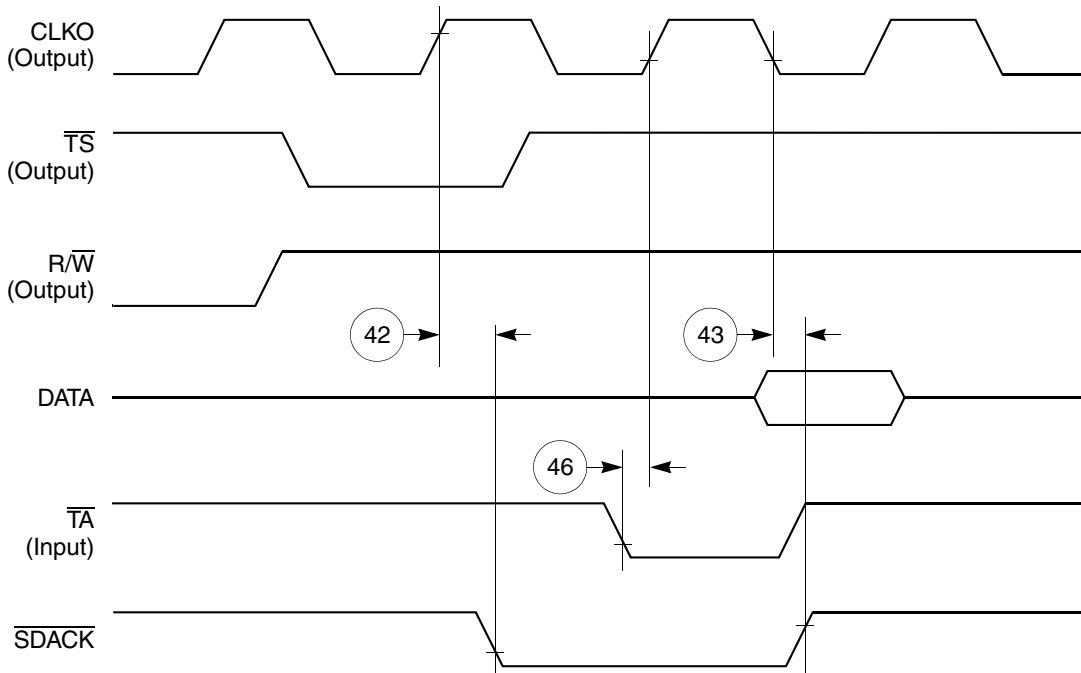 CLKO
(Output)
TS
(Output)
R/W
(Output)
42
43
DATA
46
TA
(Input)
SDACK